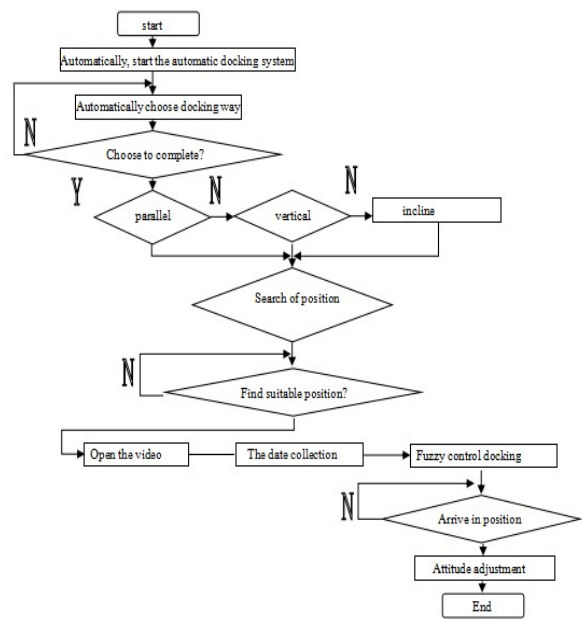 start
Automatically, start the automatic docking system
Automatically choose docking way
N
Choose to complete?
Y
N
N
parallel
vertical
incline
Search of position
N
Find suitable position?
Open the video
The date collection
Fuzzy control docking
N
Arrive in position
Attitude adjustment
End